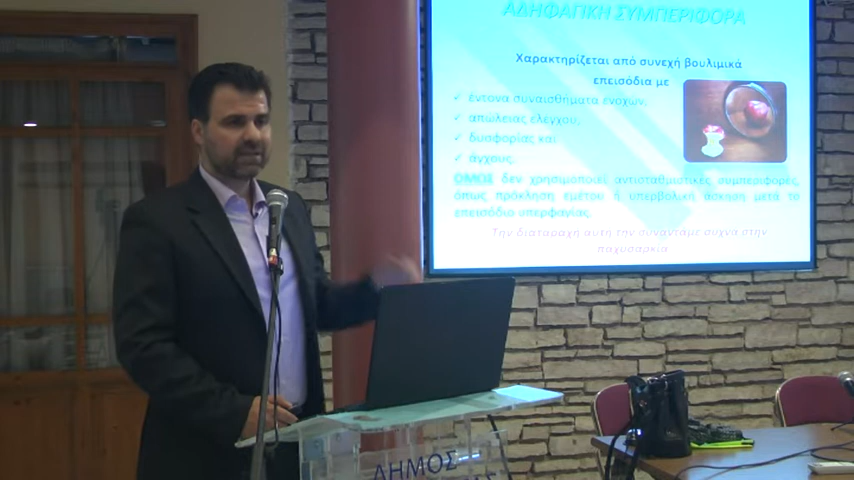 ΑΔΗΦΑΓΙΚΗ ΣΥΜΠΕΡΙΦΟΡΑ
Χαρακτηρίζεται από συνεχή βουλιμικά
επεισόδια με
✓ έντονα συναισθήματα ενοχών,
✓ απώλειας ελέγχου,
✓ δυσφορίας και
✓ άγχους.
ΟΜΩΣ δεν χρησιμοποιεί αντισταθμιστικές συμπεριφορές,
όπως πρόκληση εμέτου ή υπερβολική άσκηση μετά το
επεισόδιο υπερφαγίας.
Την διαταραχή αυτή την συναντάμε συχνά στην
παχυσαρκία
ΔΗΜΟΣ